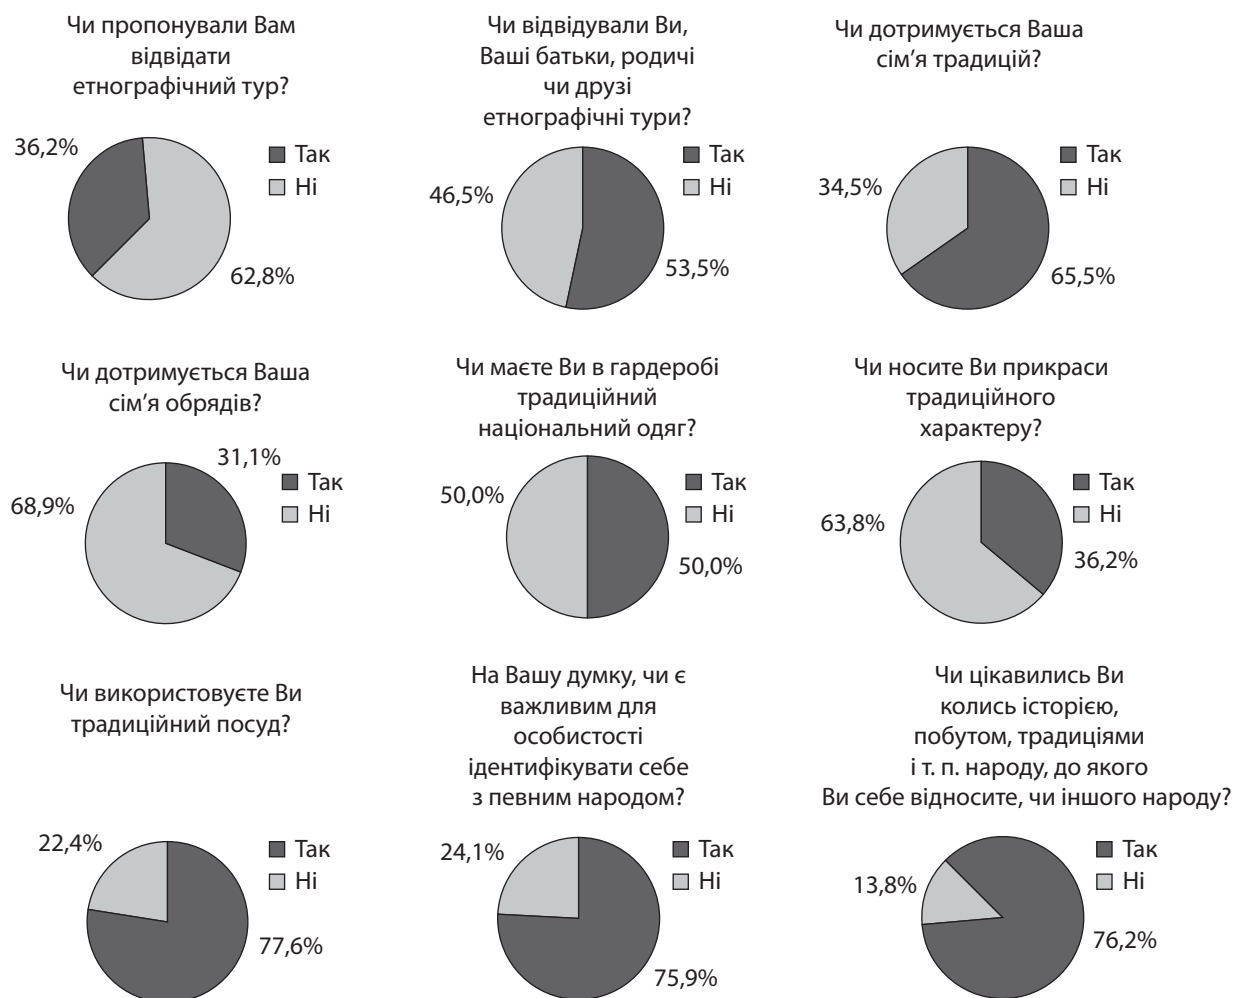 Чи пропонували Вам
відвідати
етнографічний тур?
36,2%
Так
Ні
62,8%
Чи відвідували Ви,
Ваші батьки, родичі
чи друзі
етнографічні тури?
46,5%
Так
Ні
53,5%
Чи дотримується Ваша
сім’я традицій?
34,5%
Так
Ні
65,5%
Чи дотримується Ваша
сім’я обрядів?
31,1%
68,9%
Так
Ні
Чи маєте Ви в гардеробі
традиційний
національний одяг?
50,0%
Так
Ні
50,0%
Чи носите Ви прикраси
традиційного
характеру?
63,8%
Так
Ні
36,2%
Чи використовуєте Ви
традиційний посуд?
22,4%
Так
Ні
77,6%
На Вашу думку, чи є
важливим для
особистості
ідентифікувати себе
з певним народом?
24,1%
Так
Ні
75,9%
Чи цікавились Ви
колись історією,
побутом, традиціями
і т. п. народу, до якого
Ви себе відносите, чи іншого народу?
13,8%
Так
Ні
76,2%